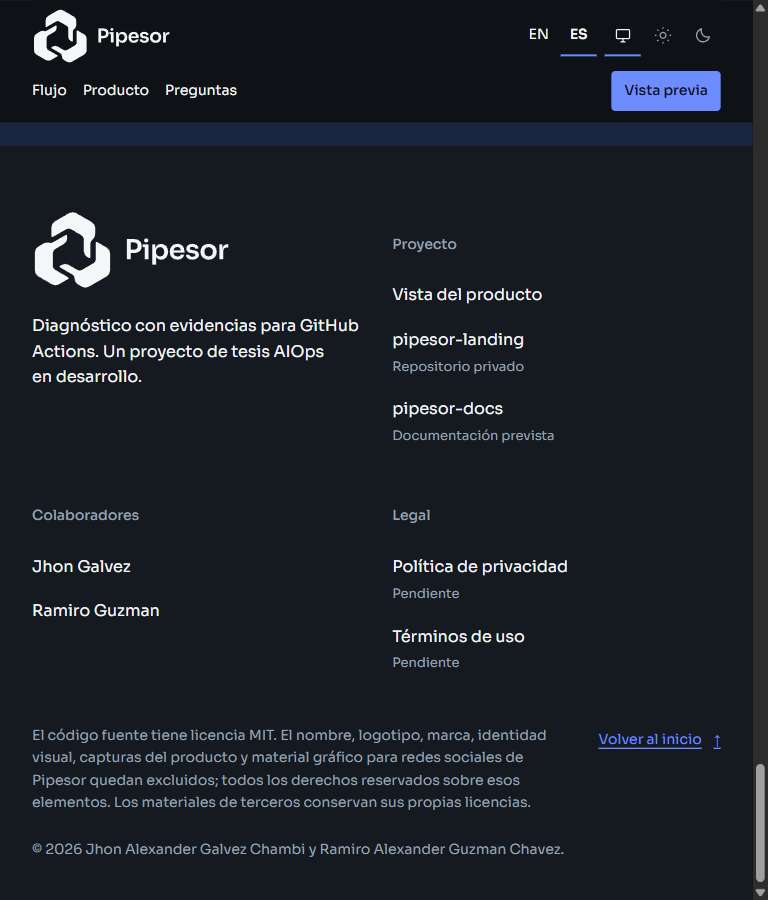 Pipesor
EN ES
Flujo Producto Preguntas
Vista previa
Pipesor
Diagnóstico con evidencias para GitHub
Actions. Un proyecto de tesis AIOps
en desarrollo.
Proyecto
Vista del producto
pipesor-landing
Repositorio privado
pipesor-docs
Documentación prevista
Colaboradores
Jhon Galvez
Ramiro Guzman
Legal
Política de privacidad
Pendiente
Términos de uso
Pendiente
El código fuente tiene licencia MIT. El nombre, logotipo, marca, identidad
visual, capturas del producto y material gráfico para redes sociales de
Pipesor quedan excluidos; todos los derechos reservados sobre esos
elementos. Los materiales de terceros conservan sus propias licencias.
Volver al inicio ↑
© 2026 Jhon Alexander Galvez Chambi y Ramiro Alexander Guzman Chavez.